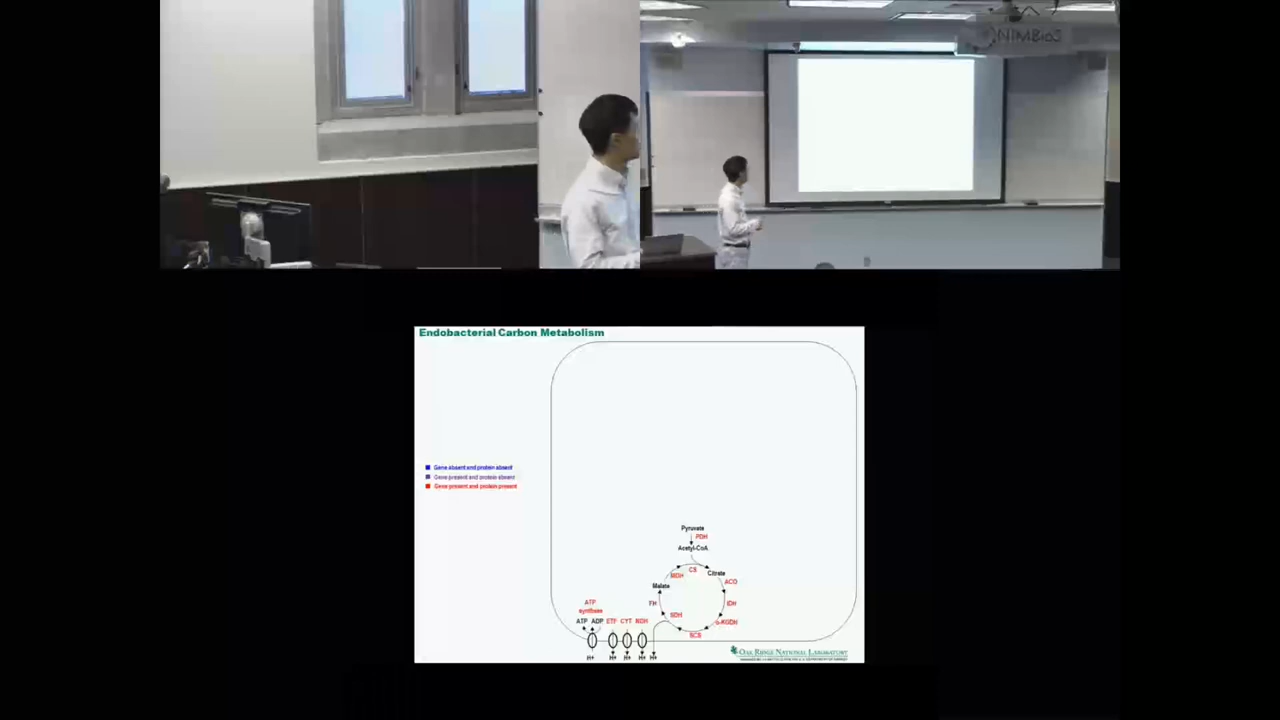 NIMBioS
Endobacterial Carbon Metabolism
Gene absent and protein absent
Gene present and protein absent
Gene present and protein present
Pyruvate
PDH
Acetyl-CoA
CS
Citrate
MDH
ACO
Malate
FH
IDH
SDH
α-KGDH
SCS
ATP
synthase
ATP ADP ETF CYT NDH
H+ H+ H+ H+ H+
OAK RIDGE NATIONAL LABORATORY